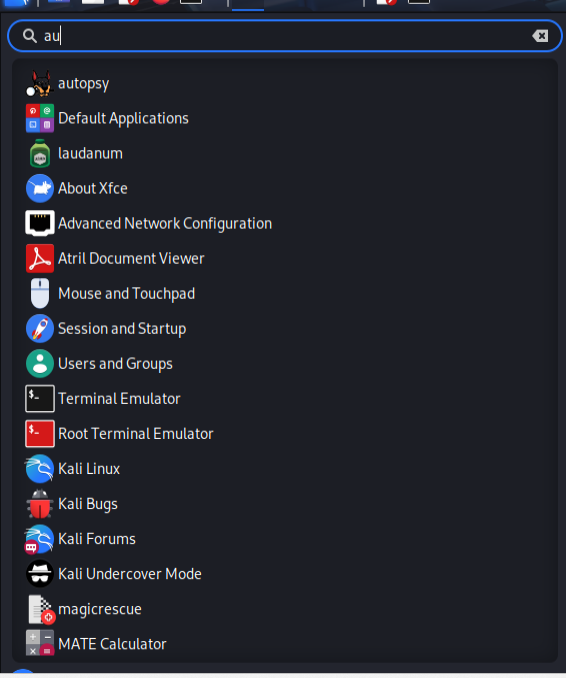 au
autopsy
Default Applications
laudanum
About Xfce
Advanced Network Configuration
Atril Document Viewer
Mouse and Touchpad
Session and Startup
Users and Groups
$_
Terminal Emulator
$_
Root Terminal Emulator
Kali Linux
Kali Bugs
Kali Forums
Kali Undercover Mode
magicrescue
MATE Calculator